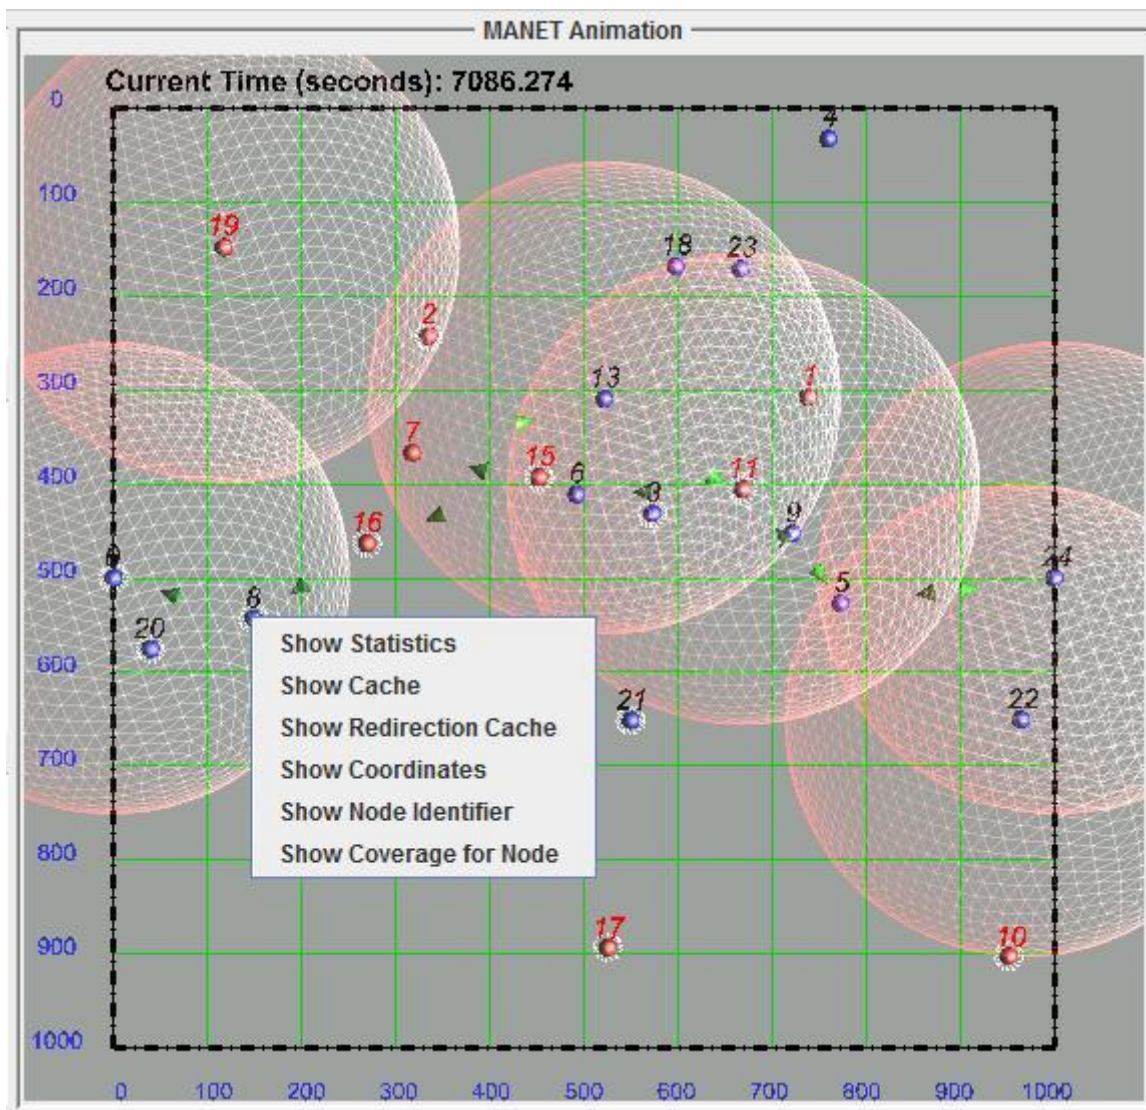 MANET Animation
Current Time (seconds): 7086.274
0
4
100
19
18 23
200
2
300
13 1
7
400
15 6 3 11
16 9
500
0 24
8 5
20
600
Show Statistics
Show Cache
21 22
Show Redirection Cache
700
Show Coordinates
Show Node Identifier
800
Show Coverage for Node
900
17 10
1000
0 100 200 300 400 500 600 700 800 900 1000